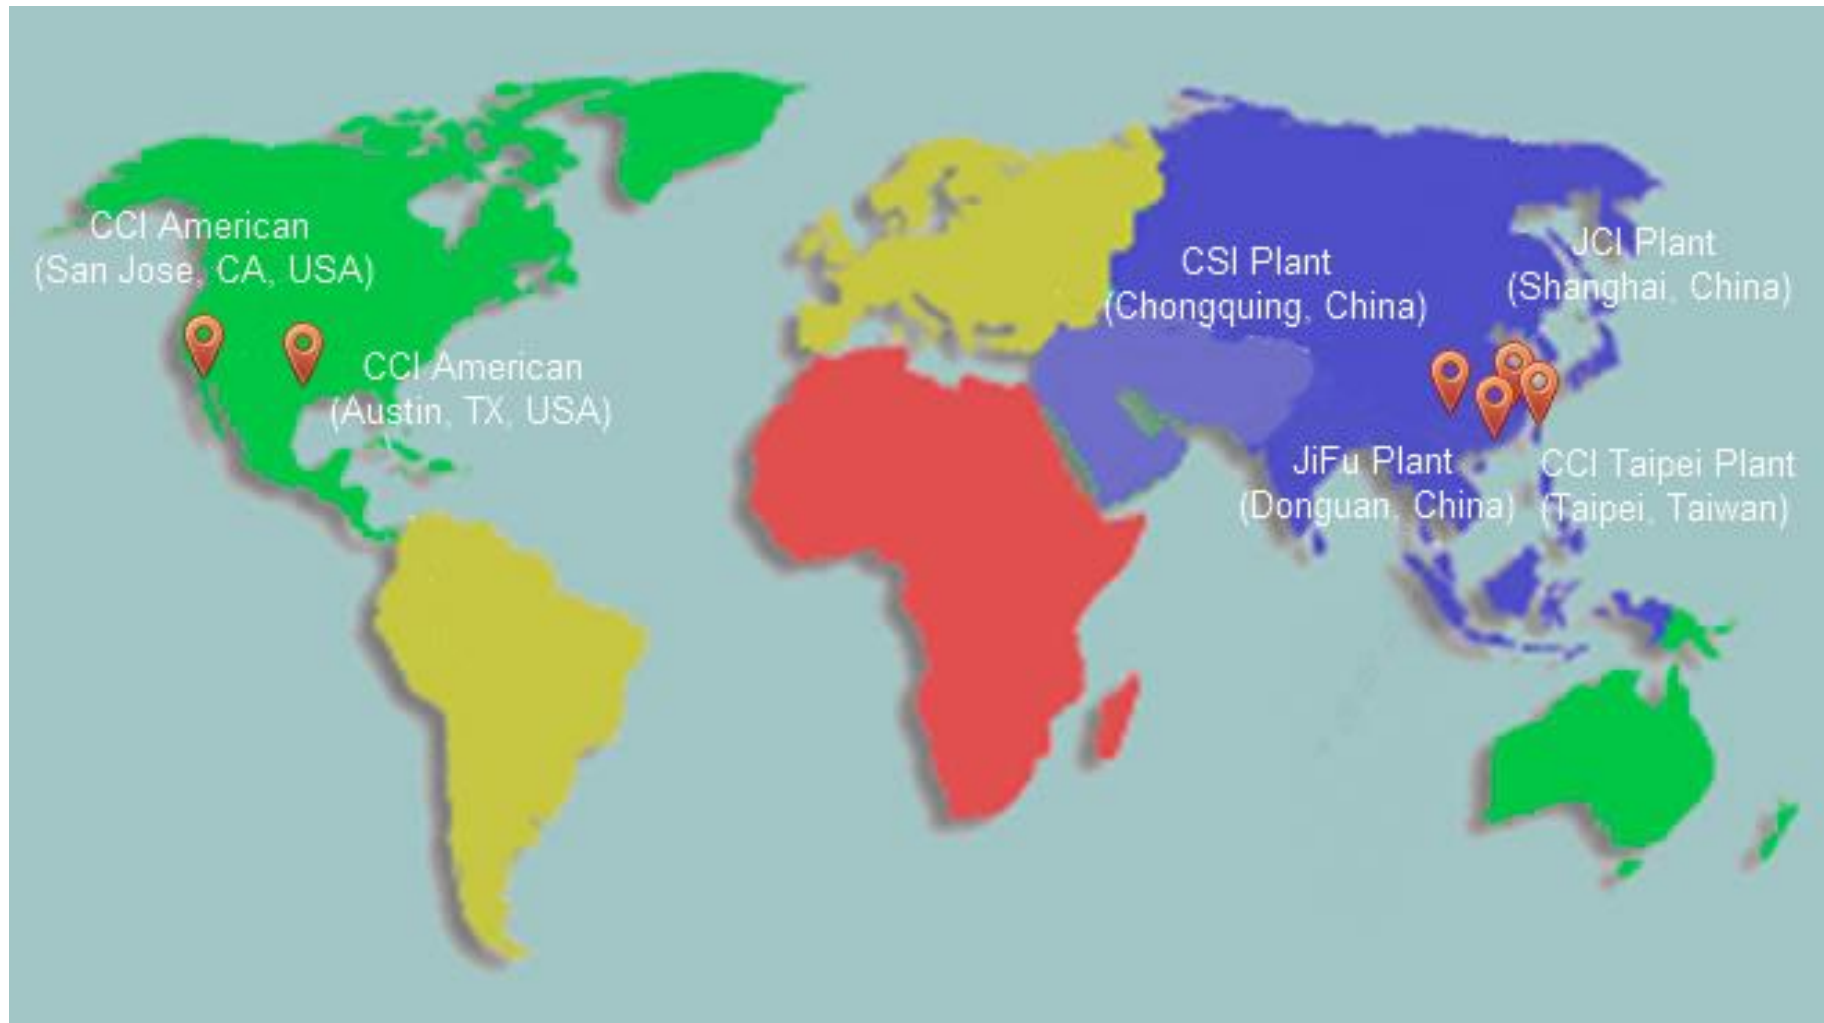 CCI American
(San Jose, CA, USA)
CCI American
(Austin, TX, USA)
CSI Plant
(Chongquing, China)
JCI Plant
(Shanghai, China)
JiFu Plant
(Donguan, China)
CCI Taipei Plant
(Taipei, Taiwan)